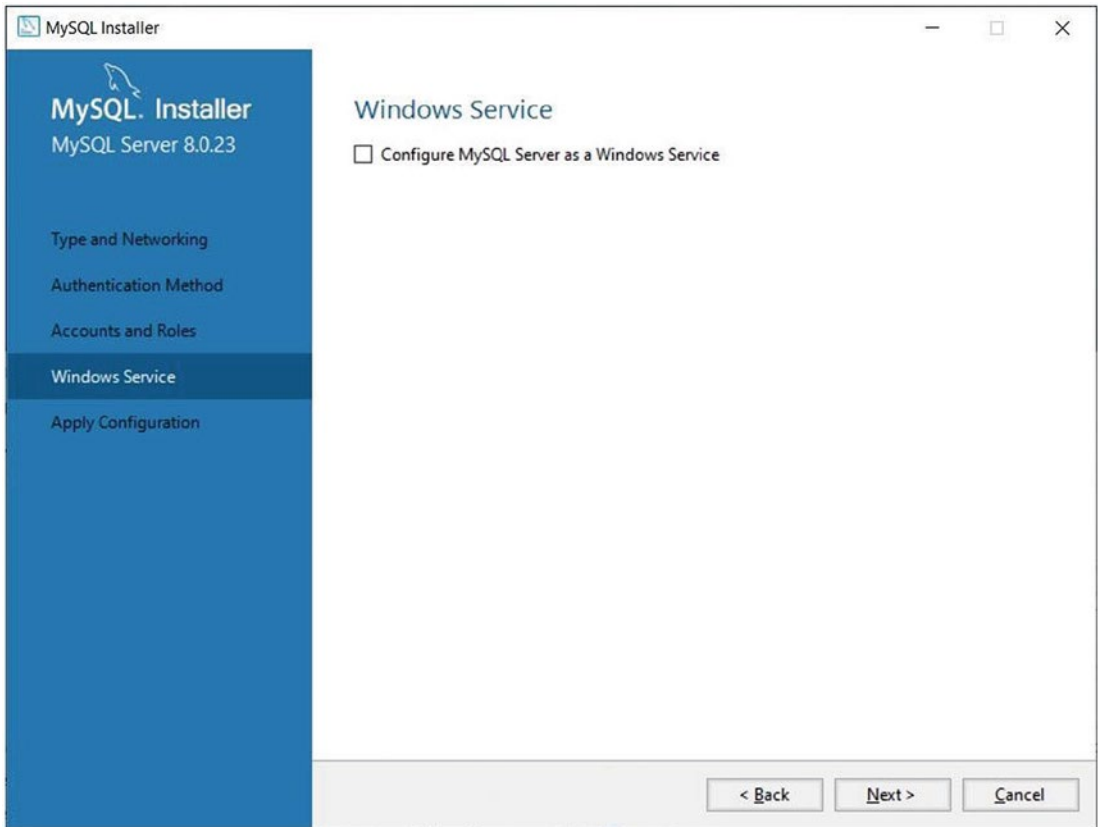 MySQL Installer
MySQL. Installer
MySQL Server 8.0.23
Type and Networking
Authentication Method
Accounts and Roles
Windows Service
Apply Configuration
Windows Service
Configure MySQL Server as a Windows Service
< Back
Next >
Cancel